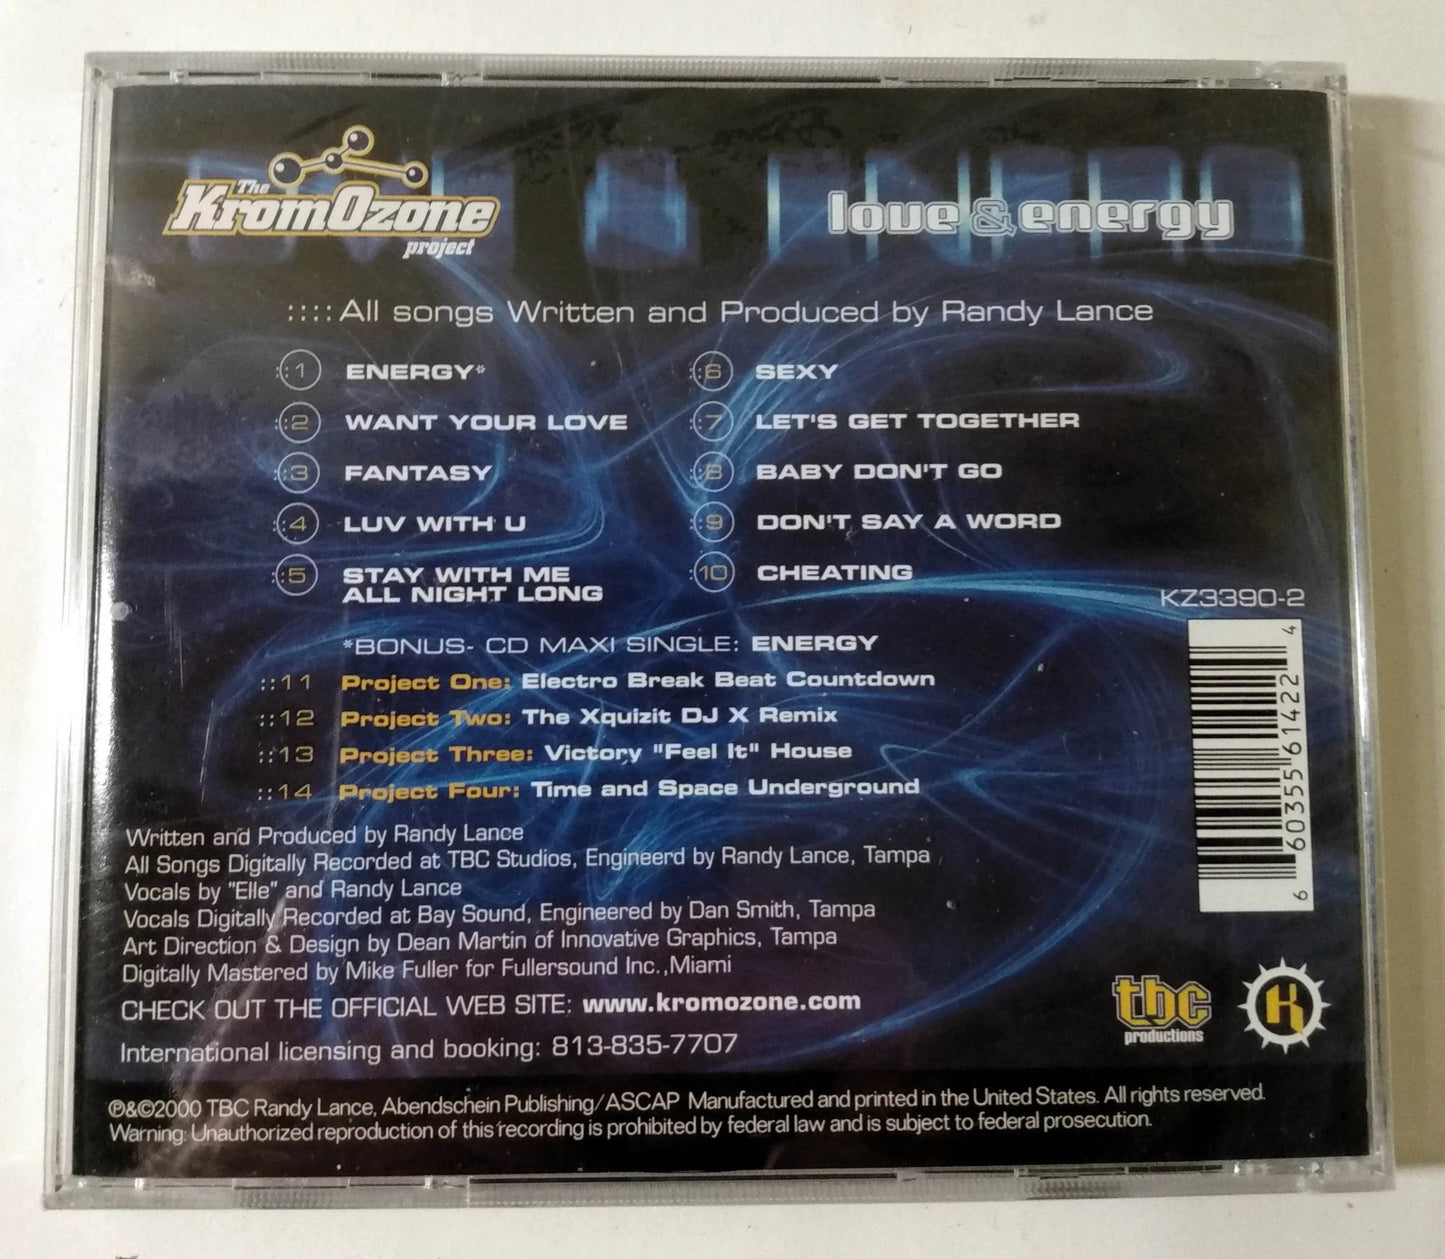 The
KromOzone
project
love & energy
::::All songs Written and Produced by Randy Lance
::1 ENERGY*
::2 WANT YOUR LOVE
::3 FANTASY
::4 LUV WITH U
::5 STAY WITH ME
ALL NIGHT LONG
::6 SEXY
::7 LET'S GET TOGETHER
::8 BABY DON'T GO
::9 DON'T SAY A WORD
::10 CHEATING
KZ3390-2
*BONUS- CD MAXI SINGLE: ENERGY
::11 Project One: Electro Break Beat Countdown
::12 Project Two: The Xquizit DJ X Remix
::13 Project Three: Victory "Feel It" House
::14 Project Four: Time and Space Underground
6 60355 61422 4
Written and Produced by Randy Lance
All Songs Digitally Recorded at TBC Studios, Engineerd by Randy Lance, Tampa
Vocals by "Elle" and Randy Lance
Vocals Digitally Recorded at Bay Sound, Engineered by Dan Smith, Tampa
Art Direction & Design by Dean Martin of Innovative Graphics, Tampa
Digitally Mastered by Mike Fuller for Fullersound Inc.,Miami
CHECK OUT THE OFFICIAL WEB SITE: www.kromozone.com
International licensing and booking: 813-835-7707
tbc
productions
K
℗&©2000 TBC Randy Lance, Abendschein Publishing/ASCAP Manufactured and printed in the United States. All rights reserved.
Warning: Unauthorized reproduction of this recording is prohibited by federal law and is subject to federal prosecution.